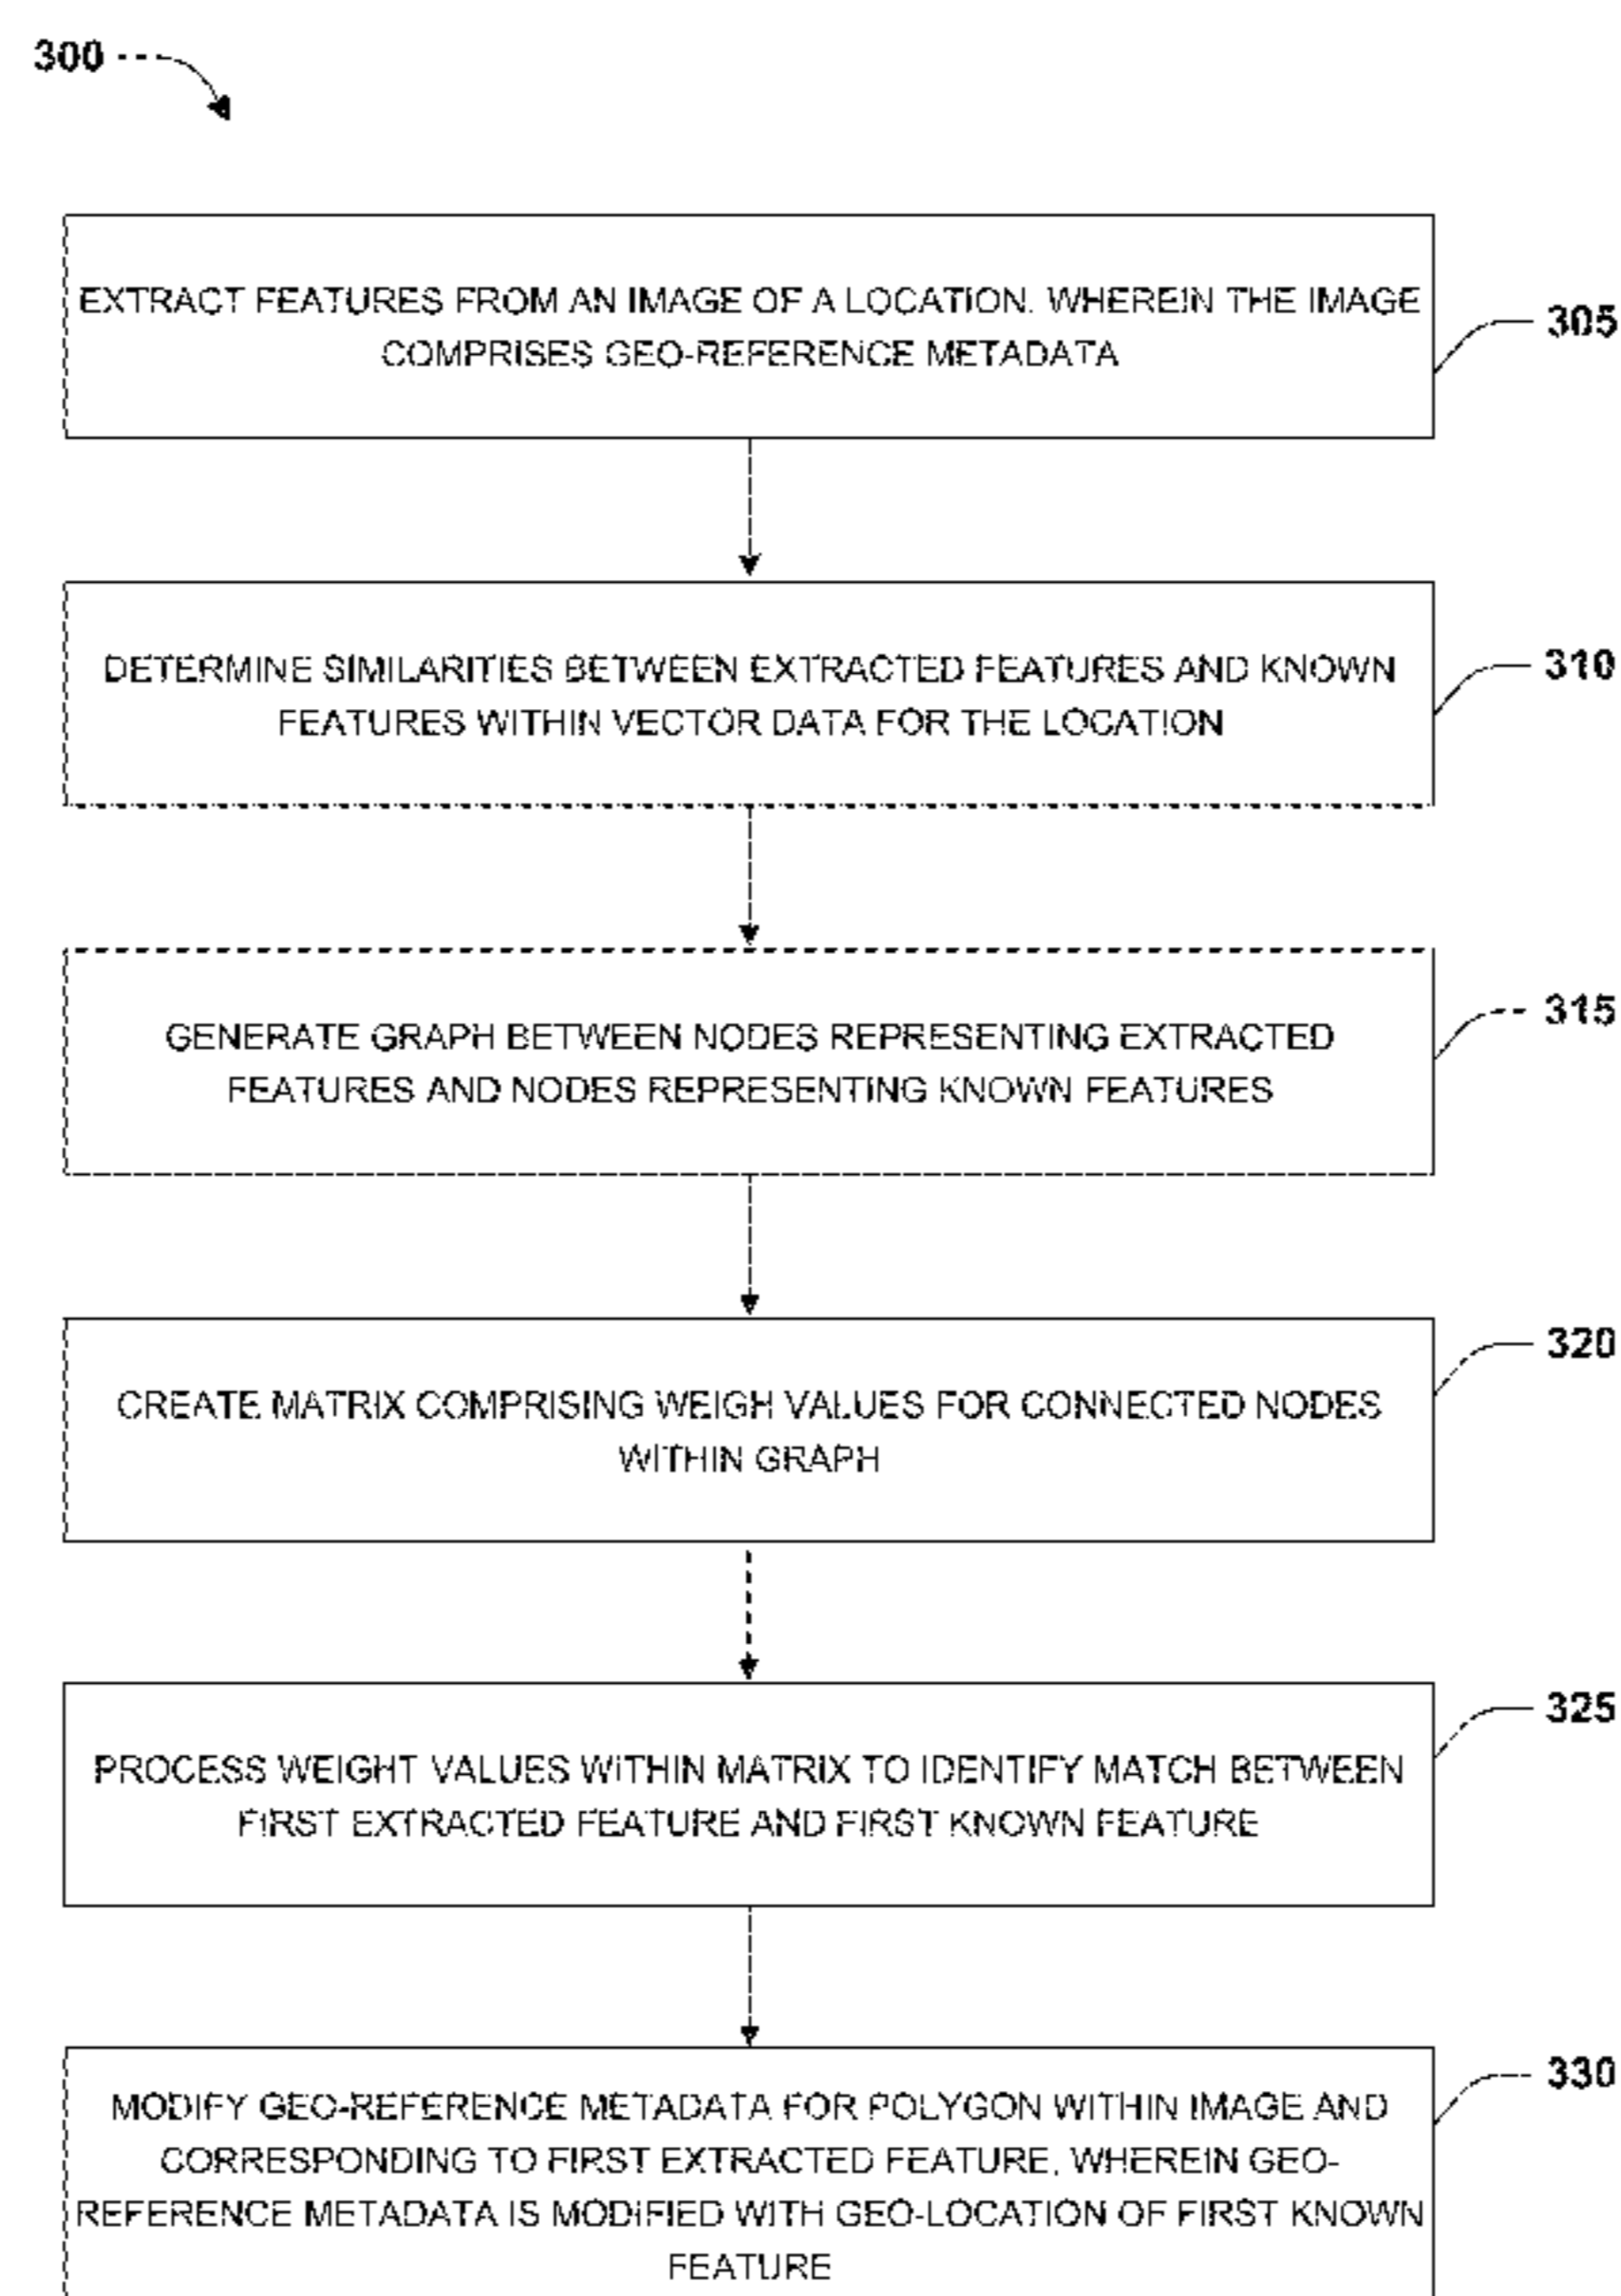 300
EXTRACT FEATURES FROM AN IMAGE OF A LOCATION, WHEREIN THE IMAGE
COMPRISES GEO-REFERENCE METADATA
305
DETERMINE SIMILARITIES BETWEEN EXTRACTED FEATURES AND KNOWN
FEATURES WITHIN VECTOR DATA FOR THE LOCATION
310
GENERATE GRAPH BETWEEN NODES REPRESENTING EXTRACTED
FEATURES AND NODES REPRESENTING KNOWN FEATURES
315
CREATE MATRIX COMPRISING WEIGH VALUES FOR CONNECTED NODES
WITHIN GRAPH
320
PROCESS WEIGHT VALUES WITHIN MATRIX TO IDENTIFY MATCH BETWEEN
FIRST EXTRACTED FEATURE AND FIRST KNOWN FEATURE
325
MODIFY GEO-REFERENCE METADATA FOR POLYGON WITHIN IMAGE AND
CORRESPONDING TO FIRST EXTRACTED FEATURE, WHEREIN GEO-
REFERENCE METADATA IS MODIFIED WITH GEO-LOCATION OF FIRST KNOWN
FEATURE
330